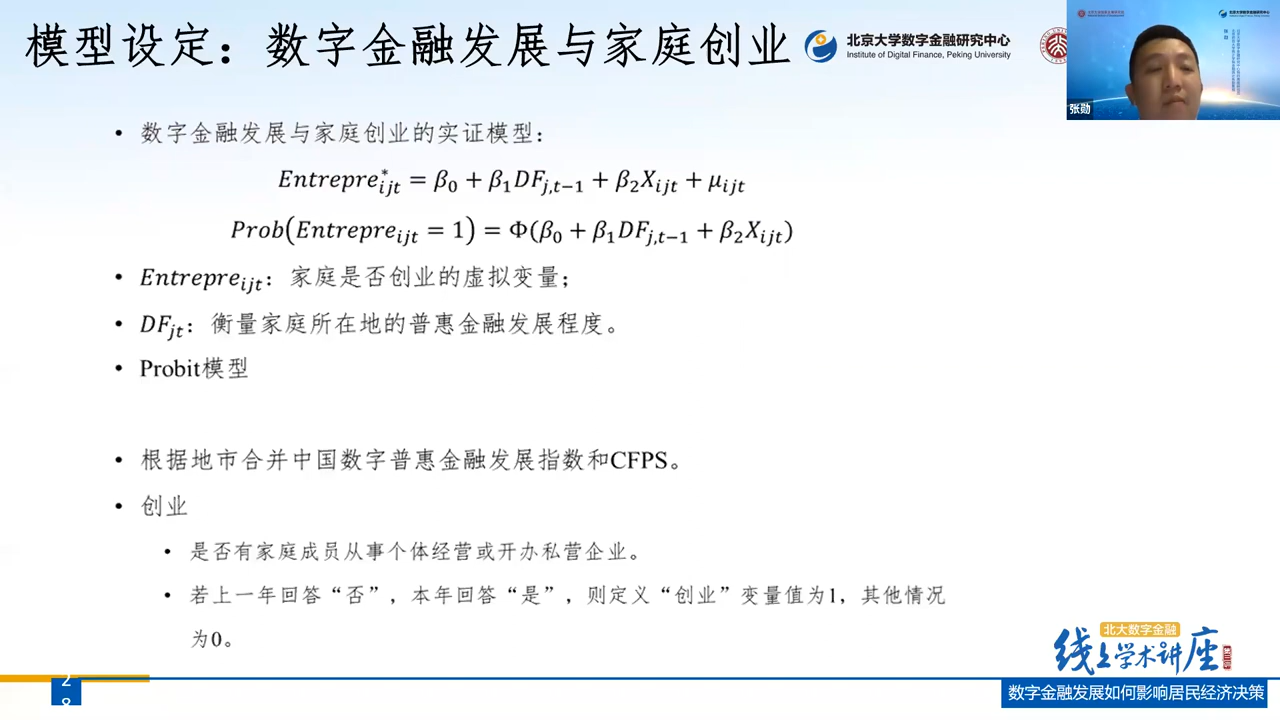 模型设定：数字金融发展与家庭创业
北京大学数字金融研究中心
Institute of Digital Finance, Peking University
张勋
• 数字金融发展与家庭创业的实证模型：
Entrepre*ijt = β0 + β1DFj,t−1 + β2Xijt + μijt
Prob(Entrepreijt = 1) = Φ(β0 + β1DFj,t−1 + β2Xijt)
• Entrepreijt：家庭是否创业的虚拟变量；
• DFjt：衡量家庭所在地的普惠金融发展程度。
• Probit模型
• 根据地市合并中国数字普惠金融发展指数和CFPS。
• 创业
• 是否有家庭成员从事个体经营或开办私营企业。
• 若上一年回答“否”，本年回答“是”，则定义“创业”变量值为1，其他情况
为0。
北大数字金融
线上学术讲座
数字金融发展如何影响居民经济决策
28